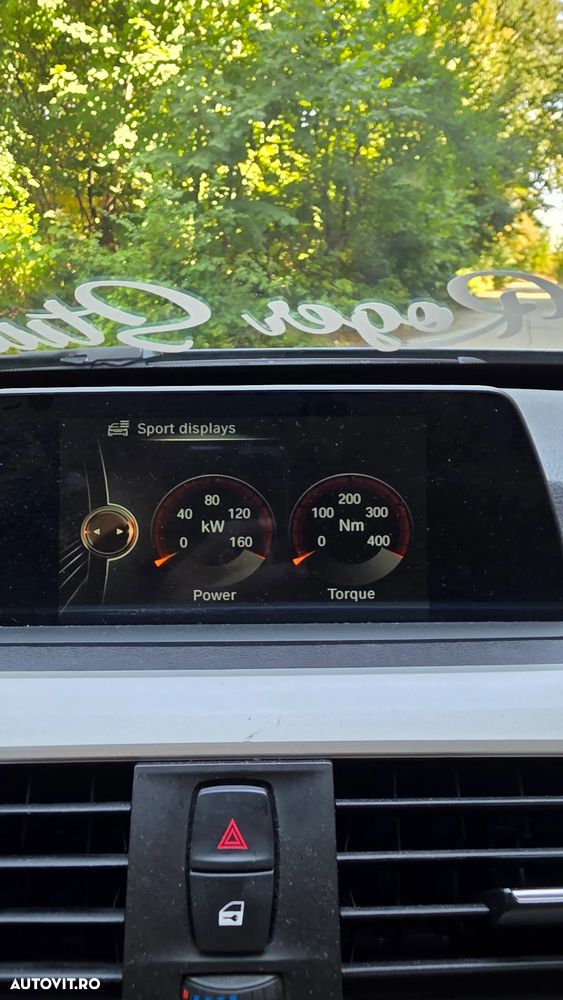 Roger Stu
Sport displays
80
40 120
kW
0 160
Power
200
100 300
Nm
0 400
Torque
AUTOVIT.RO